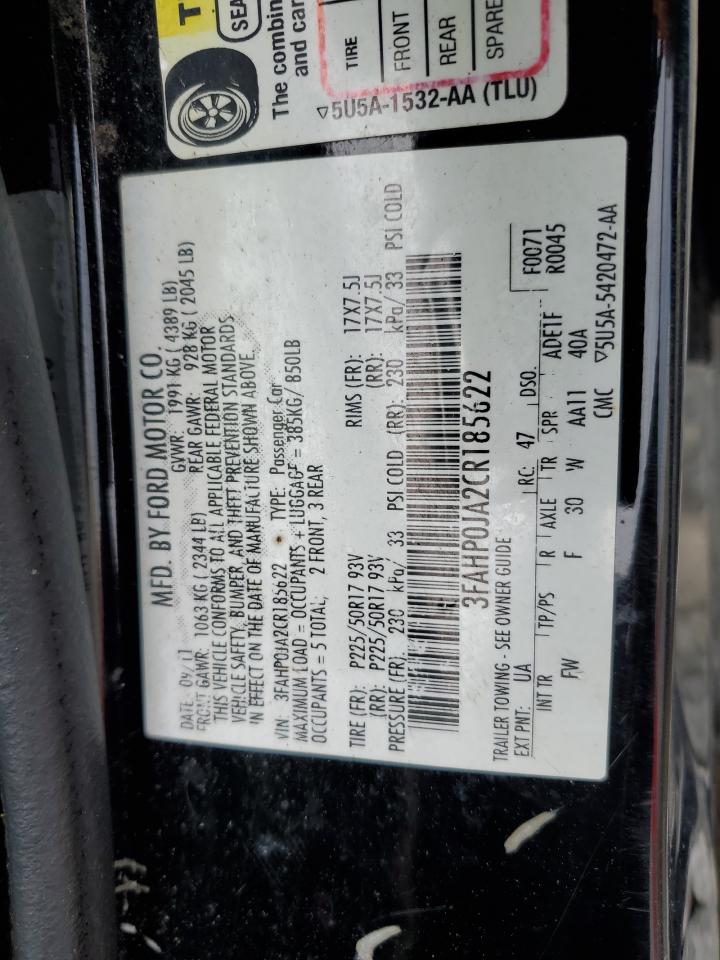 T
SEA
The combin
and car
TIRE
FRONT
REAR
SPARE
▽5U5A-1532-AA (TLU)
MFD. BY FORD MOTOR CO.
DATE: 09/11 GVWR: 1991 KG ( 4389 LB)
FRONT GAWR: 1063 KG ( 2344 LB) REAR GAWR: 928 KG ( 2045 LB)
THIS VEHICLE CONFORMS TO ALL APPLICABLE FEDERAL MOTOR
VEHICLE SAFETY, BUMPER, AND THEFT PREVENTION STANDARDS
IN EFFECT ON THE DATE OF MANUFACTURE SHOWN ABOVE.
VIN: 3FAHP0JA2CR185622 TYPE: Passenger Car
MAXIMUM LOAD = OCCUPANTS + LUGGAGE = 385KG/ 850LB
OCCUPANTS = 5 TOTAL, 2 FRONT, 3 REAR
TIRE (FR): P225/50R17 93V RIMS (FR): 17X7.5J
(RR): P225/50R17 93V (RR): 17X7.5J
PRESSURE (FR): 230 kPa/ 33 PSI COLD (RR): 230 kPa/ 33 PSI COLD
3FAHP0JA2CR185622
TRAILER TOWING - SEE OWNER GUIDE
F0071
EXT PNT: UA RC: 47 DSO: R0045
INT TR TP/PS R AXLE TR SPR ADE1F
FW F 30 W AA11 40A
CMC ▽5U5A-5420472-AA